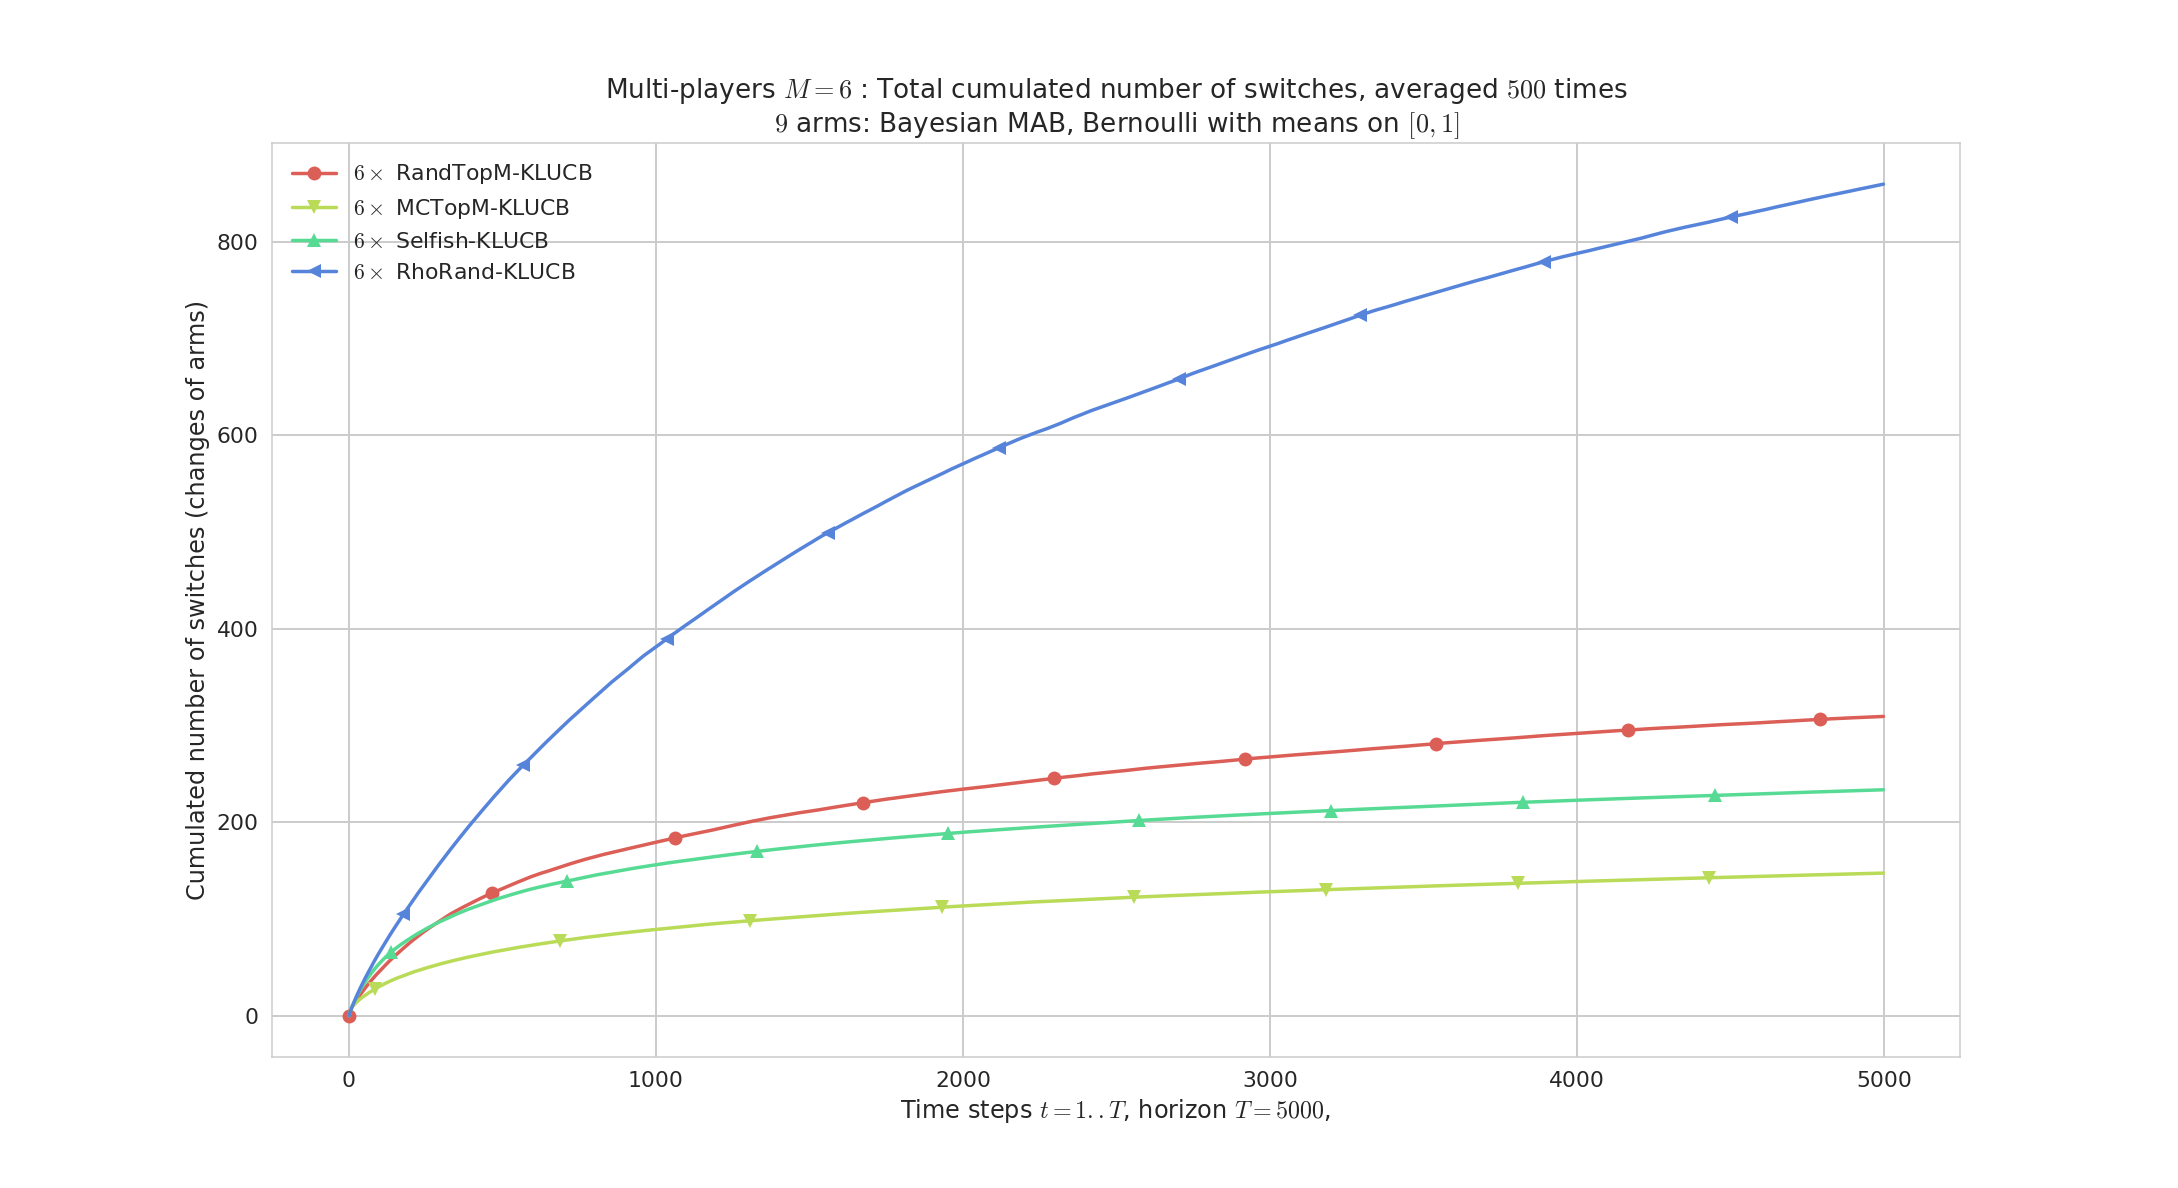 Multi-players M = 6 : Total cumulated number of switches, averaged 500 times
9 arms: Bayesian MAB, Bernoulli with means on [0, 1]
6× RandTopM-KLUCB
6× MCTopM-KLUCB
6× Selfish-KLUCB
6× RhoRand-KLUCB
Cumulated number of switches (changes of arms)
800
600
400
200
0
0 1000 2000 3000 4000 5000
Time steps t = 1..T, horizon T = 5000,